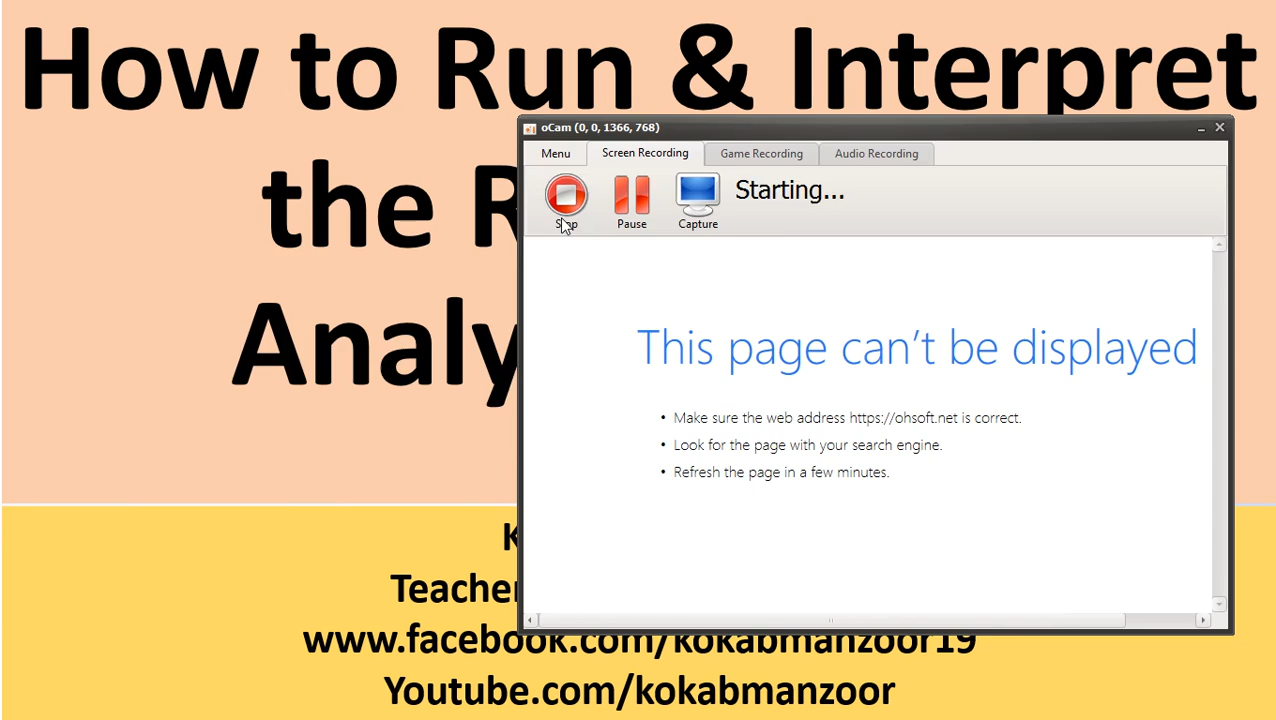 How to Run & Interpret
the
Analy
Teacher
www.facebook.com/kokabmanzoor19
Youtube.com/kokabmanzoor
oCam (0, 0, 1366, 768)
Menu
Screen Recording
Game Recording
Audio Recording
Stop
Pause
Capture
Starting...
This page can't be displayed
• Make sure the web address https://ohsoft.net is correct.
• Look for the page with your search engine.
• Refresh the page in a few minutes.